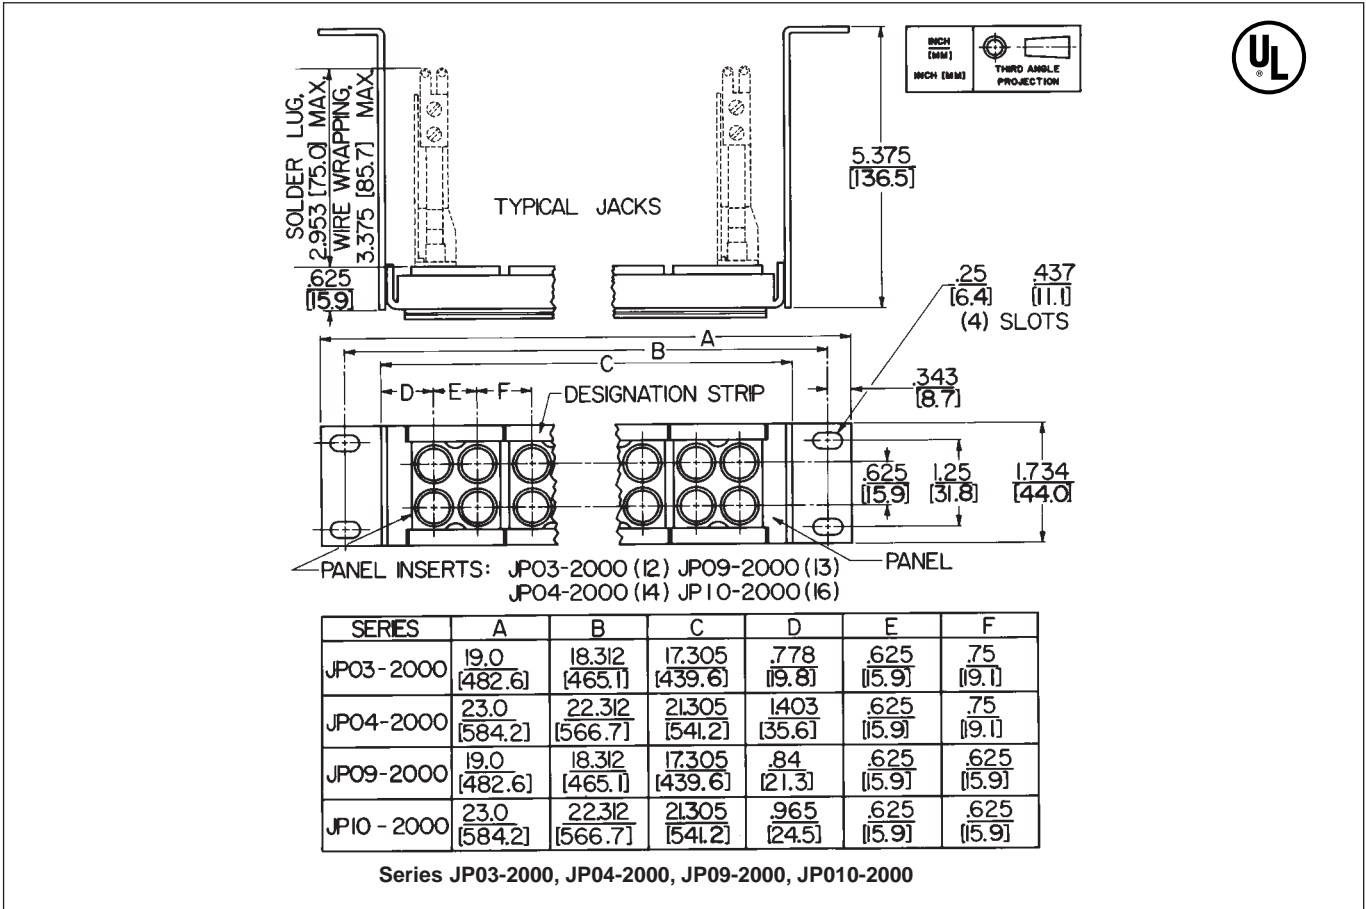 INCH
[MM]
INCH [MM]
THIRD ANGLE
PROJECTION
UL
®
SOLDER LUG,
2.953 [75.0] MAX,
WIRE WRAPPING,
3.375 [85.7] MAX,
5.375
[136.5]
TYPICAL JACKS
.625
[15.9]
.25
[6.4]
.437
[11.1]
(4) SLOTS
A
B
C
D
E
F
DESIGNATION STRIP
.343
[8.7]
.625
[15.9]
1.25
[31.8]
1.734
[44.0]
PANEL INSERTS: JP03-2000 (12) JP09-2000 (13)
JP04-2000 (14) JP10-2000 (16)
PANEL
SERIES A B C D E F
JP03-2000 19.0 18.312 17.305 .778 .625 .75
[482.6] [465.1] [439.6] [19.8] [15.9] [19.1]
JP04-2000 23.0 22.312 21.305 1.403 .625 .75
[584.2] [566.7] [541.2] [35.6] [15.9] [19.1]
JP09-2000 19.0 18.312 17.305 .84 .625 .625
[482.6] [465.1] [439.6] [21.3] [15.9] [15.9]
JP10-2000 23.0 22.312 21.305 .965 .625 .625
[584.2] [566.7] [541.2] [24.5] [15.9] [15.9]
Series JP03-2000, JP04-2000, JP09-2000, JP010-2000